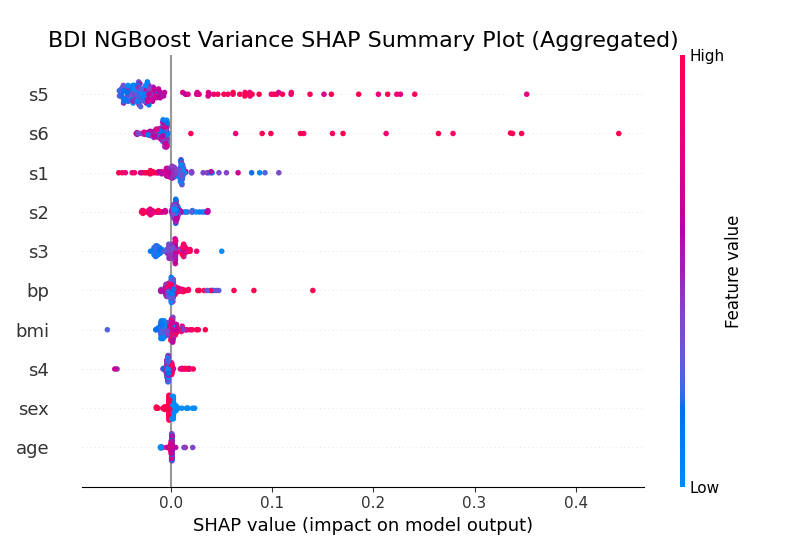 BDI NGBoost Variance SHAP Summary Plot (Aggregated)
High
s5
s6
s1
s2
s3
bp
bmi
s4
sex
age
Feature value
Low
0.0 0.1 0.2 0.3 0.4
SHAP value (impact on model output)